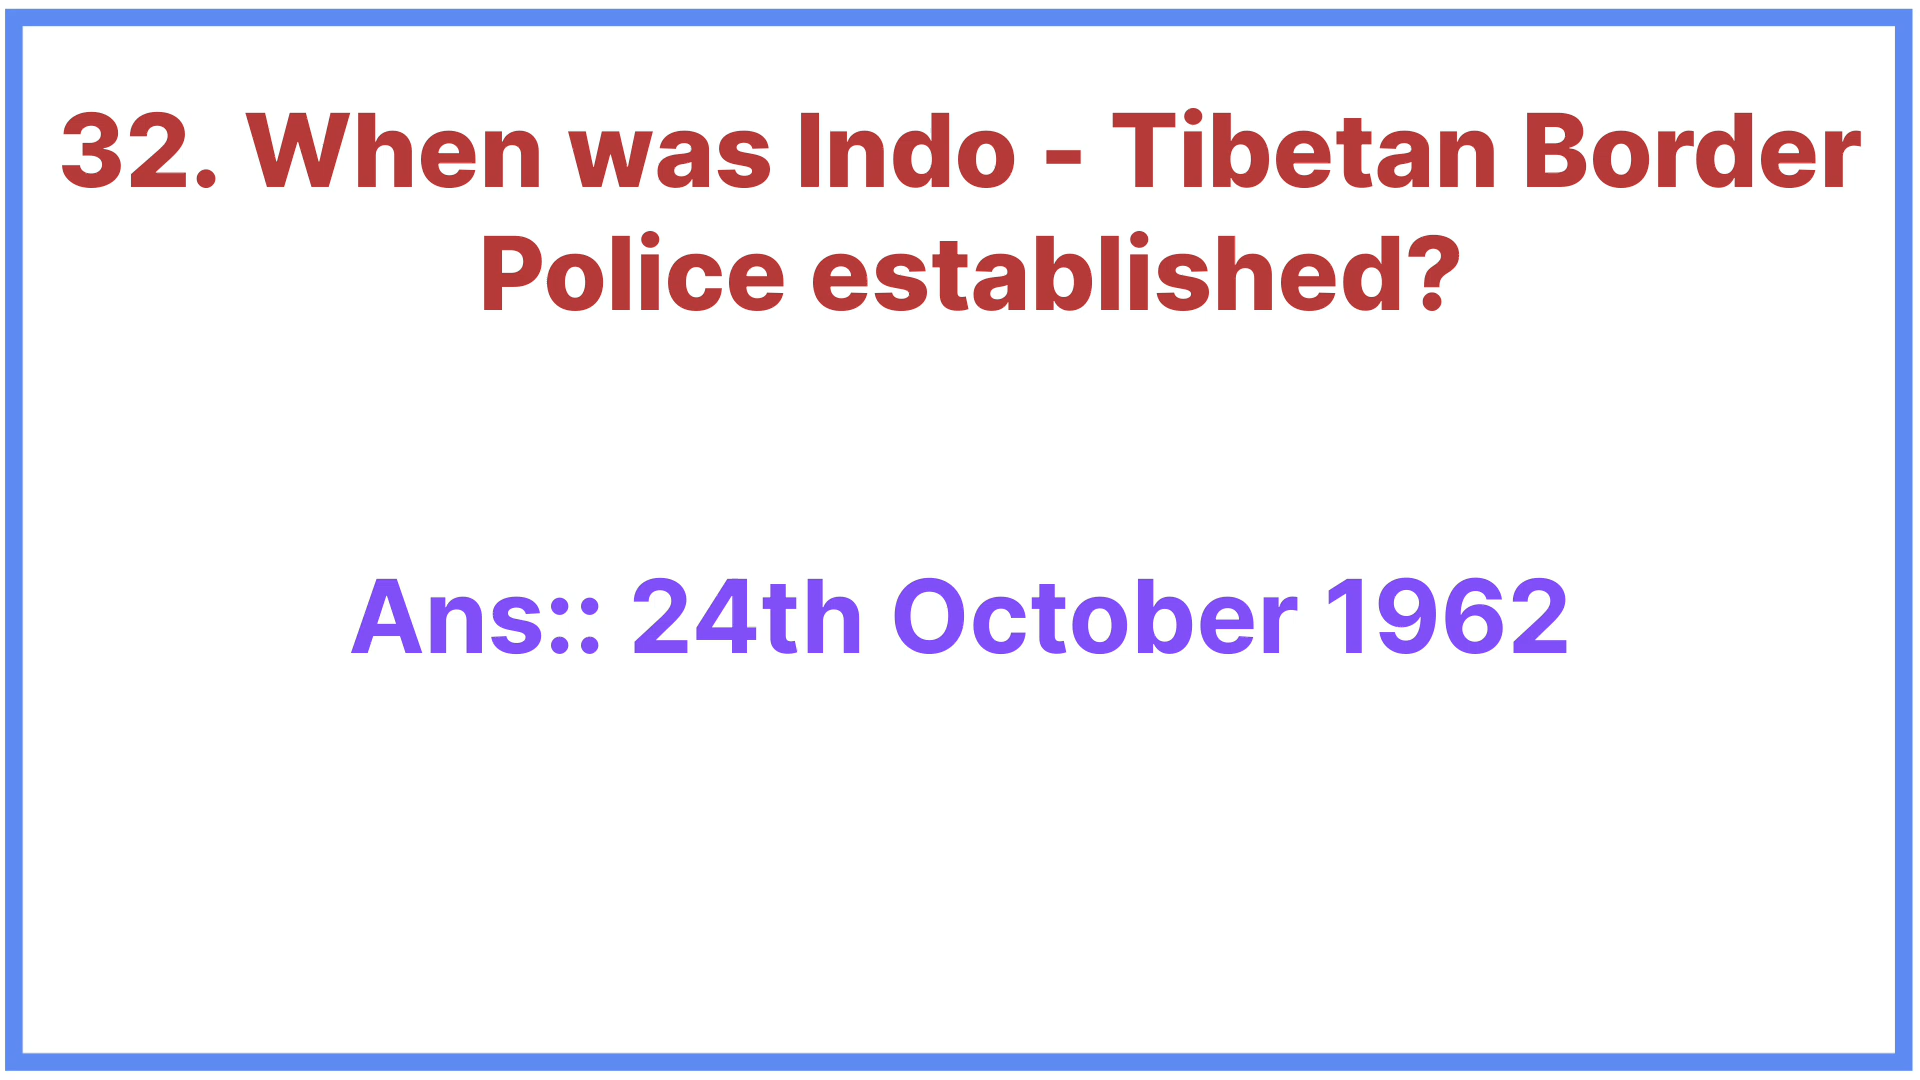 32. When was Indo - Tibetan Border
Police established?
Ans:: 24th October 1962